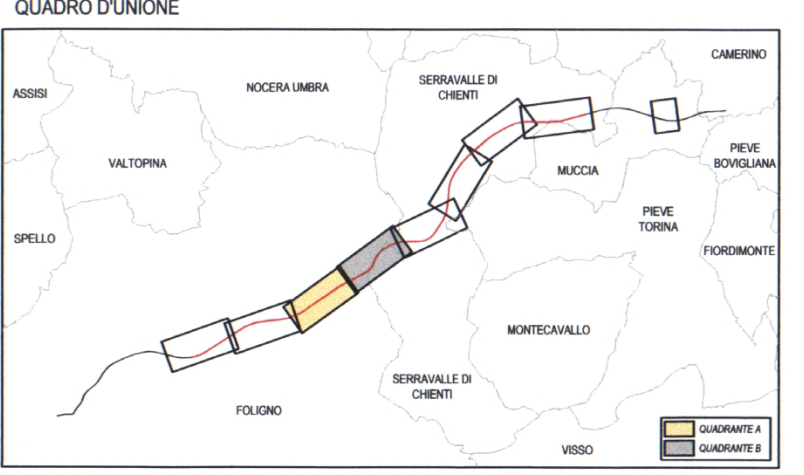 QUADRO D'UNIONE
CAMERINO
NOCERA UMBRA
SERRAVALLE DI
CHIENTI
ASSISI
VALTOPINA
MUCCIA
PIEVE
BOVIGLIANA
SPELLO
PIEVE
TORINA
FIORDIMONTE
MONTECAVALLO
SERRAVALLE DI
CHIENTI
FOLIGNO
VISSO
QUADRANTE A
QUADRANTE B